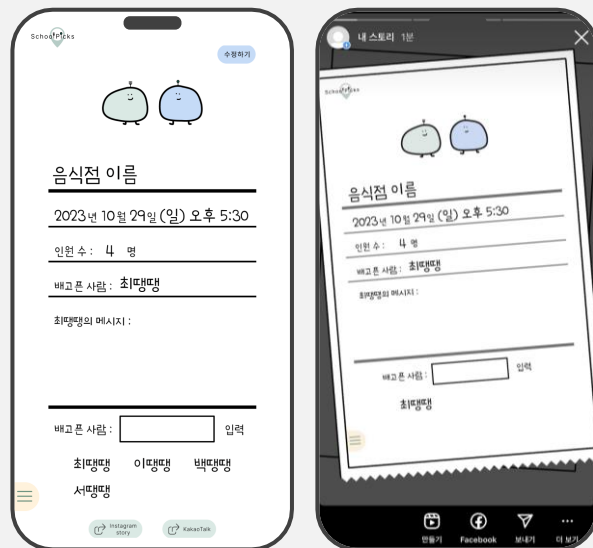 SchoolPicks
수정하기
음식점 이름
2023년 10월 29일 (일) 오후 5:30
인원 수 : 4 명
배고픈 사람 : 최땡땡
최땡땡의 메시지 :
배고픈 사람 : 입력
최땡땡 이땡땡 백땡땡
서땡땡
Instagram
story
KakaoTalk
내 스토리 1분
SchoolPicks
음식점 이름
2023년 10월 29일 (일) 오후 5:30
인원 수 : 4 명
배고픈 사람 : 최땡땡
최땡땡의 메시지 :
배고픈 사람 : 입력
최땡땡
만들기 Facebook 보내기 더 보기